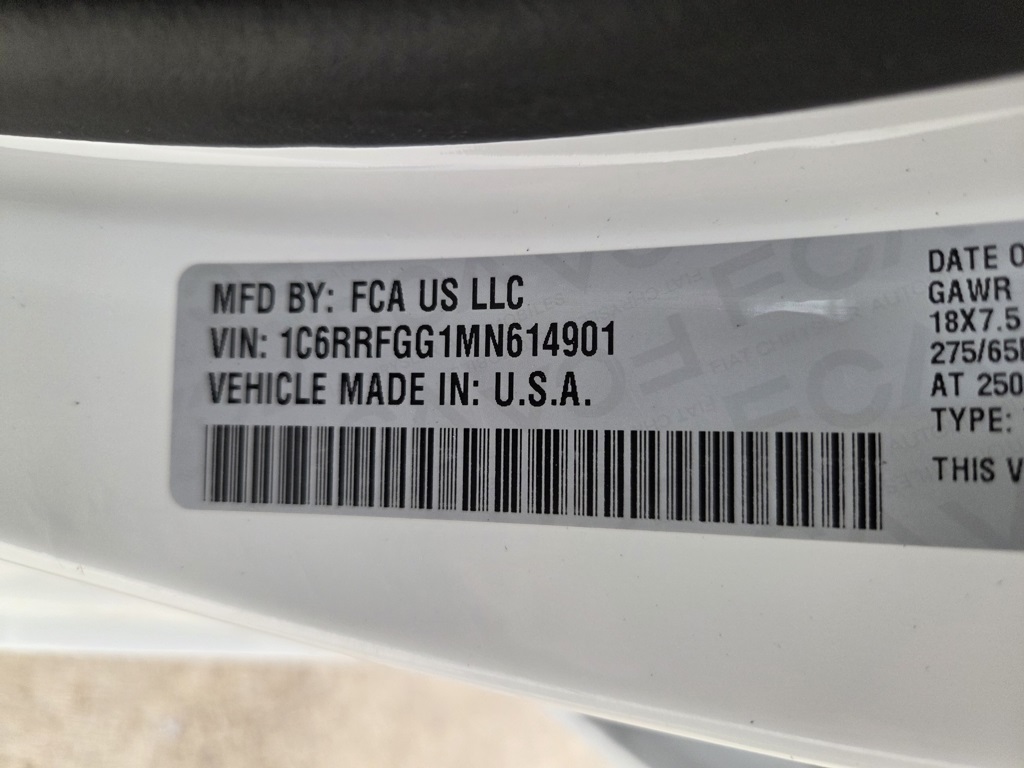 MFD BY: FCA US LLC
VIN: 1C6RRFGG1MN614901
VEHICLE MADE IN: U.S.A.
DATE O
GAWR
18X7.5
275/65
AT 250
TYPE:
THIS V